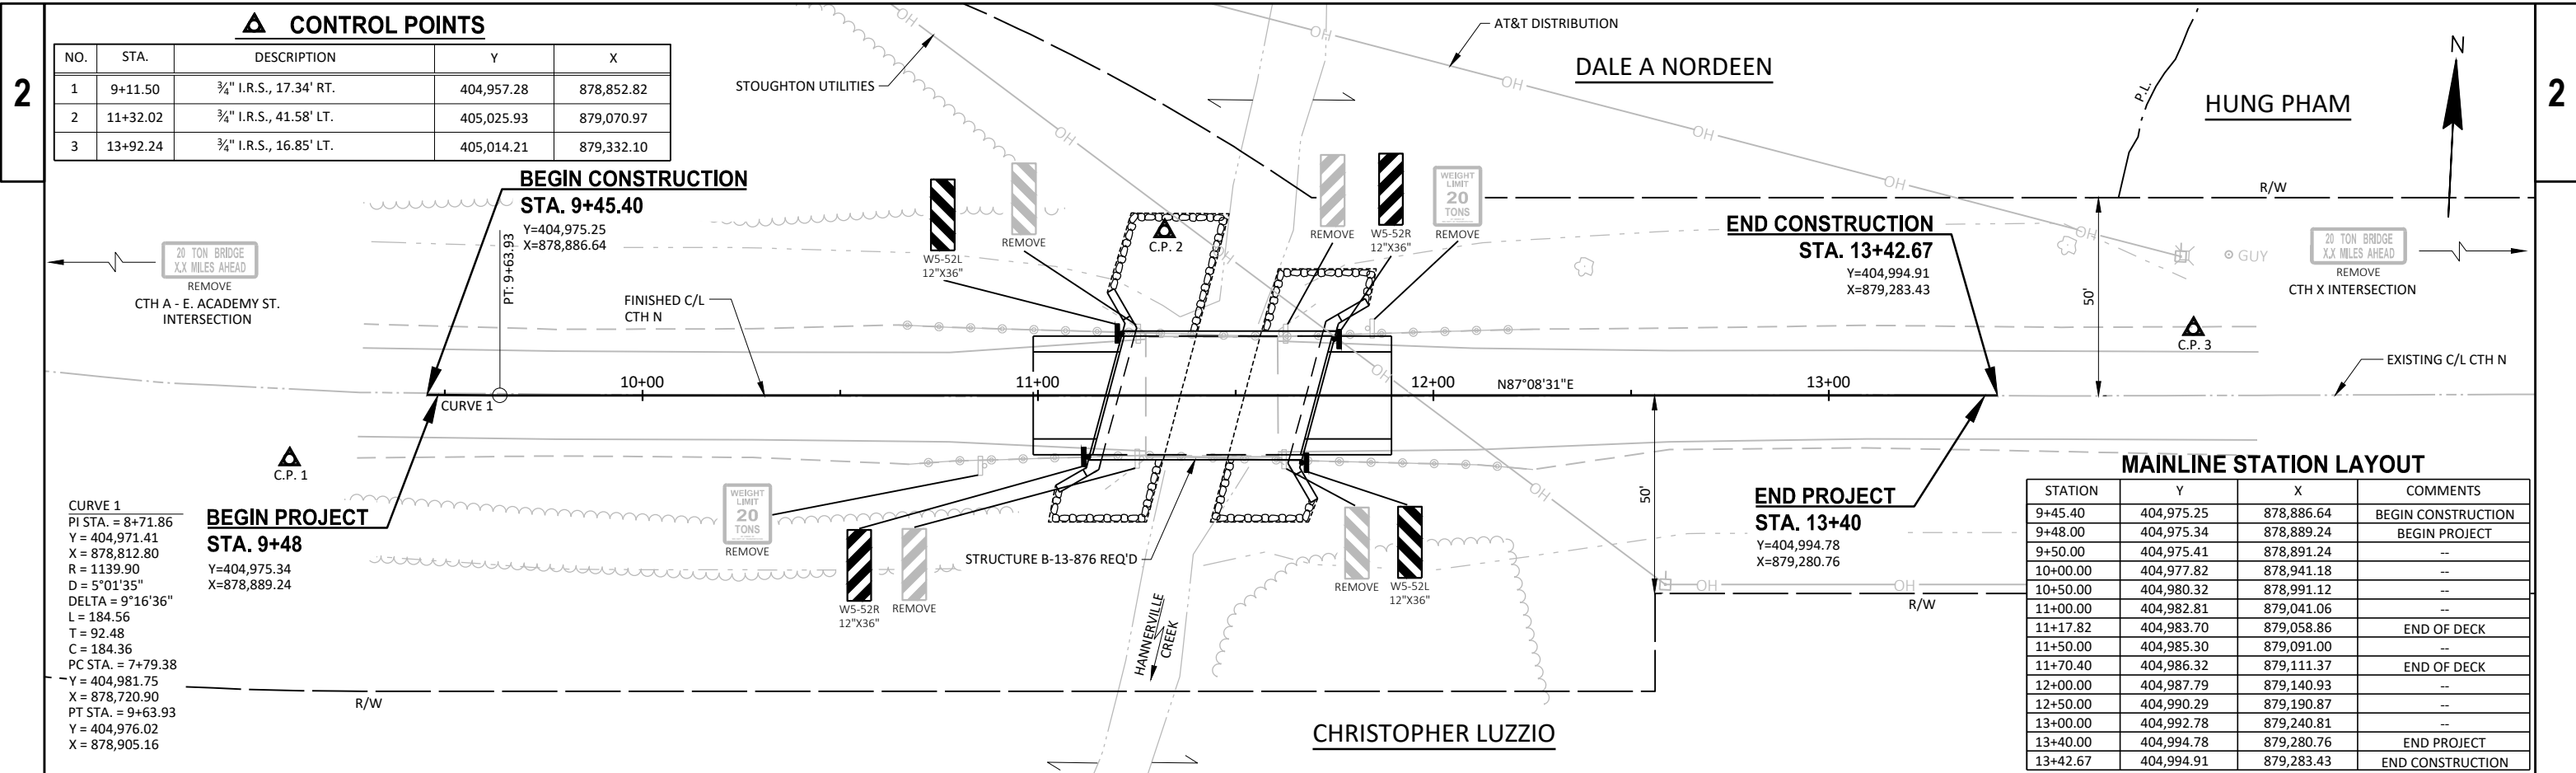 2
CONTROL POINTS
NO. STA. DESCRIPTION Y X
1 9+11.50 ¾" I.R.S., 17.34' RT. 404,957.28 878,852.82
2 11+32.02 ¾" I.R.S., 41.58' LT. 405,025.93 879,070.97
3 13+92.24 ¾" I.R.S., 16.85' LT. 405,014.21 879,332.10
OH
STOUGHTON UTILITIES
AT&T DISTRIBUTION
OH
DALE A NORDEEN
OH
OH
OH
P.L.
HUNG PHAM
N
2
BEGIN CONSTRUCTION
STA. 9+45.40
Y=404,975.25
X=878,886.64
PT: 9+63.93
20 TON BRIDGE
X.X MILES AHEAD
REMOVE
CTH A - E. ACADEMY ST.
INTERSECTION
W5-52L
12"X36"
REMOVE
C.P. 2
OH
REMOVE
W5-52R
12"X36"
WEIGHT
LIMIT
20
TONS
REMOVE
OH
R/W
END CONSTRUCTION
STA. 13+42.67
Y=404,994.91
X=879,283.43
50'
OH
GUY
20 TON BRIDGE
X.X MILES AHEAD
REMOVE
CTH X INTERSECTION
C.P. 3
FINISHED C/L
CTH N
EXISTING C/L CTH N
CURVE 1
10+00
11+00
OH
12+00
N87°08'31"E
13+00
C.P. 1
CURVE 1
PI STA. = 8+71.86
Y = 404,971.41
X = 878,812.80
R = 1139.90
D = 5°01'35"
DELTA = 9°16'36"
L = 184.56
T = 92.48
C = 184.36
PC STA. = 7+79.38
Y = 404,981.75
X = 878,720.90
PT STA. = 9+63.93
Y = 404,976.02
X = 878,905.16
BEGIN PROJECT
STA. 9+48
Y=404,975.34
X=878,889.24
WEIGHT
LIMIT
20
TONS
REMOVE
W5-52R
12"X36"
REMOVE
STRUCTURE B-13-876 REQ'D
HANNERVILLE
CREEK
REMOVE
W5-52L
12"X36"
OH
50'
OH
OH
R/W
END PROJECT
STA. 13+40
Y=404,994.78
X=879,280.76
R/W
CHRISTOPHER LUZZIO
MAINLINE STATION LAYOUT
STATION Y X COMMENTS
9+45.40 404,975.25 878,886.64 BEGIN CONSTRUCTION
9+48.00 404,975.34 878,889.24 BEGIN PROJECT
9+50.00 404,975.41 878,891.24 --
10+00.00 404,977.82 878,941.18 --
10+50.00 404,980.32 878,991.12 --
11+00.00 404,982.81 879,041.06 --
11+17.82 404,983.70 879,058.86 END OF DECK
11+50.00 404,985.30 879,091.00 --
11+70.40 404,986.32 879,111.37 END OF DECK
12+00.00 404,987.79 879,140.93 --
12+50.00 404,990.29 879,190.87 --
13+00.00 404,992.78 879,240.81 --
13+40.00 404,994.78 879,280.76 END PROJECT
13+42.67 404,994.91 879,283.43 END CONSTRUCTION